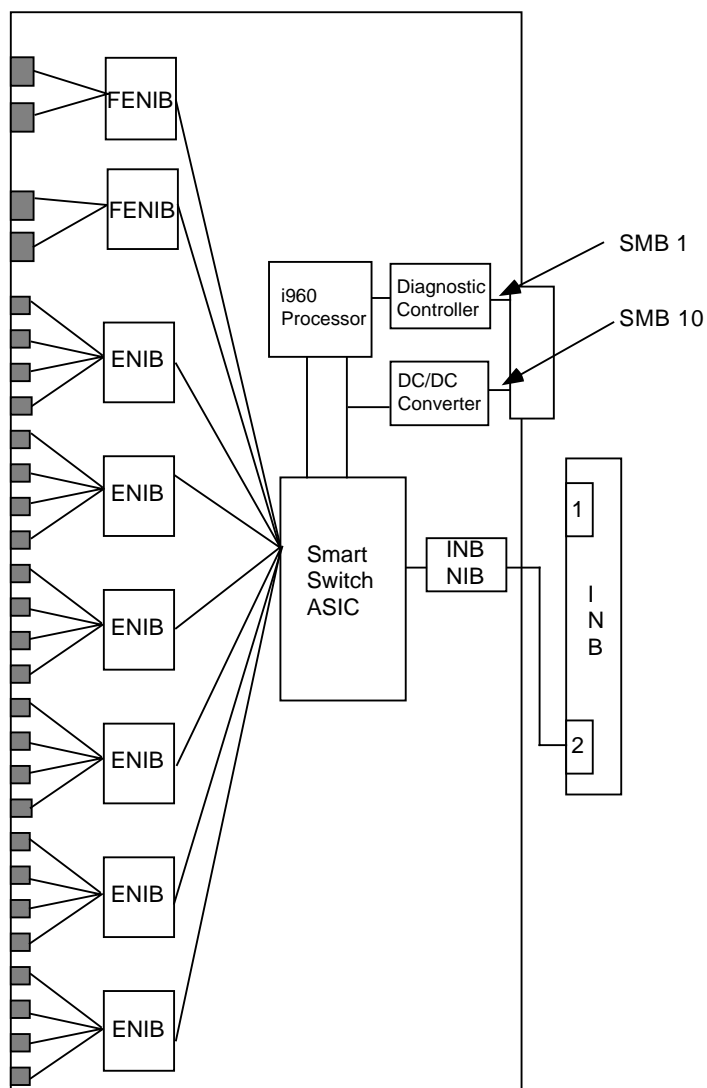 FENIB
FENIB
SMB 1
i960
Processor
Diagnostic
Controller
SMB 10
ENIB
DC/DC
Converter
ENIB
1
Smart
Switch
ASIC
INB
NIB
I
N
B
ENIB
ENIB
2
ENIB
ENIB